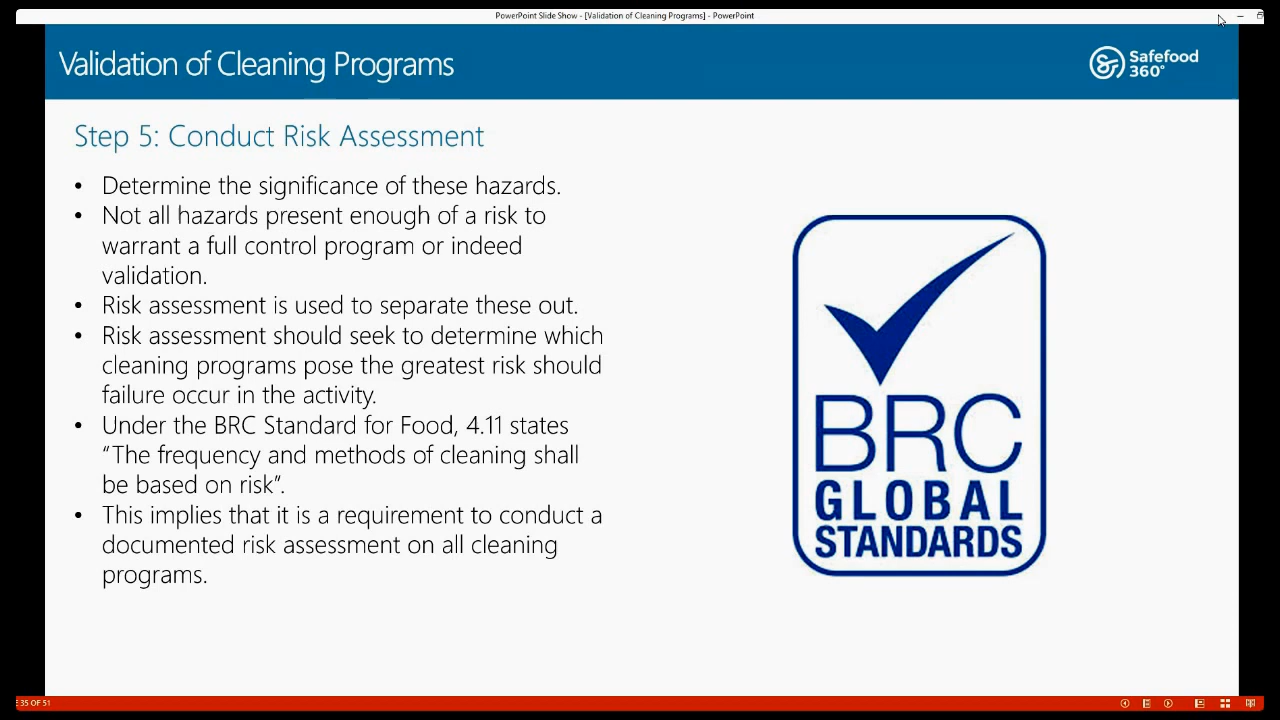 PowerPoint Slide Show - [Validation of Cleaning Programs] - PowerPoint
Validation of Cleaning Programs
Safefood
360°
Step 5: Conduct Risk Assessment
• Determine the significance of these hazards.
• Not all hazards present enough of a risk to
warrant a full control program or indeed
validation.
• Risk assessment is used to separate these out.
• Risk assessment should seek to determine which
cleaning programs pose the greatest risk should
failure occur in the activity.
• Under the BRC Standard for Food, 4.11 states
“The frequency and methods of cleaning shall
be based on risk”.
• This implies that it is a requirement to conduct a
documented risk assessment on all cleaning
programs.
BRC
GLOBAL
STANDARDS
E 35 OF 51